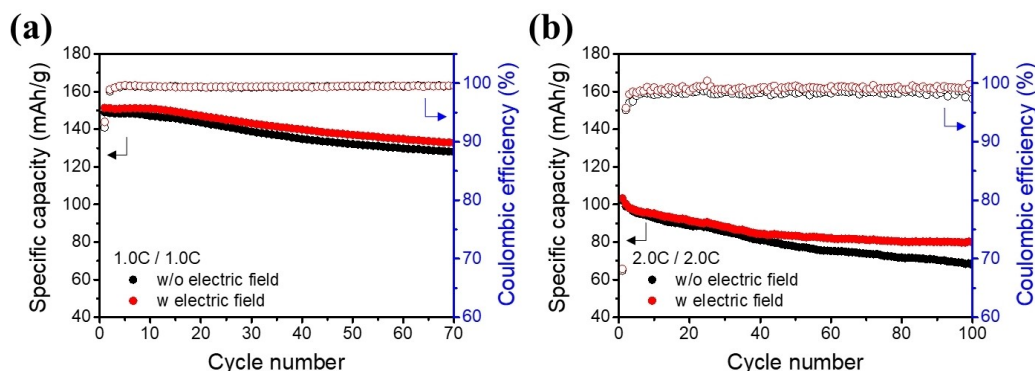 (a)
180
160
140
120
100
80
60
40
Specific capacity (mAh/g)
100
90
80
70
60
Coulombic efficiency (%)
1.0C / 1.0C
w/o electric field
w electric field
0 10 20 30 40 50 60 70
Cycle number
(b)
180
160
140
120
100
80
60
40
Specific capacity (mAh/g)
100
90
80
70
60
Coulombic efficiency (%)
2.0C / 2.0C
w/o electric field
w electric field
0 20 40 60 80 100
Cycle number